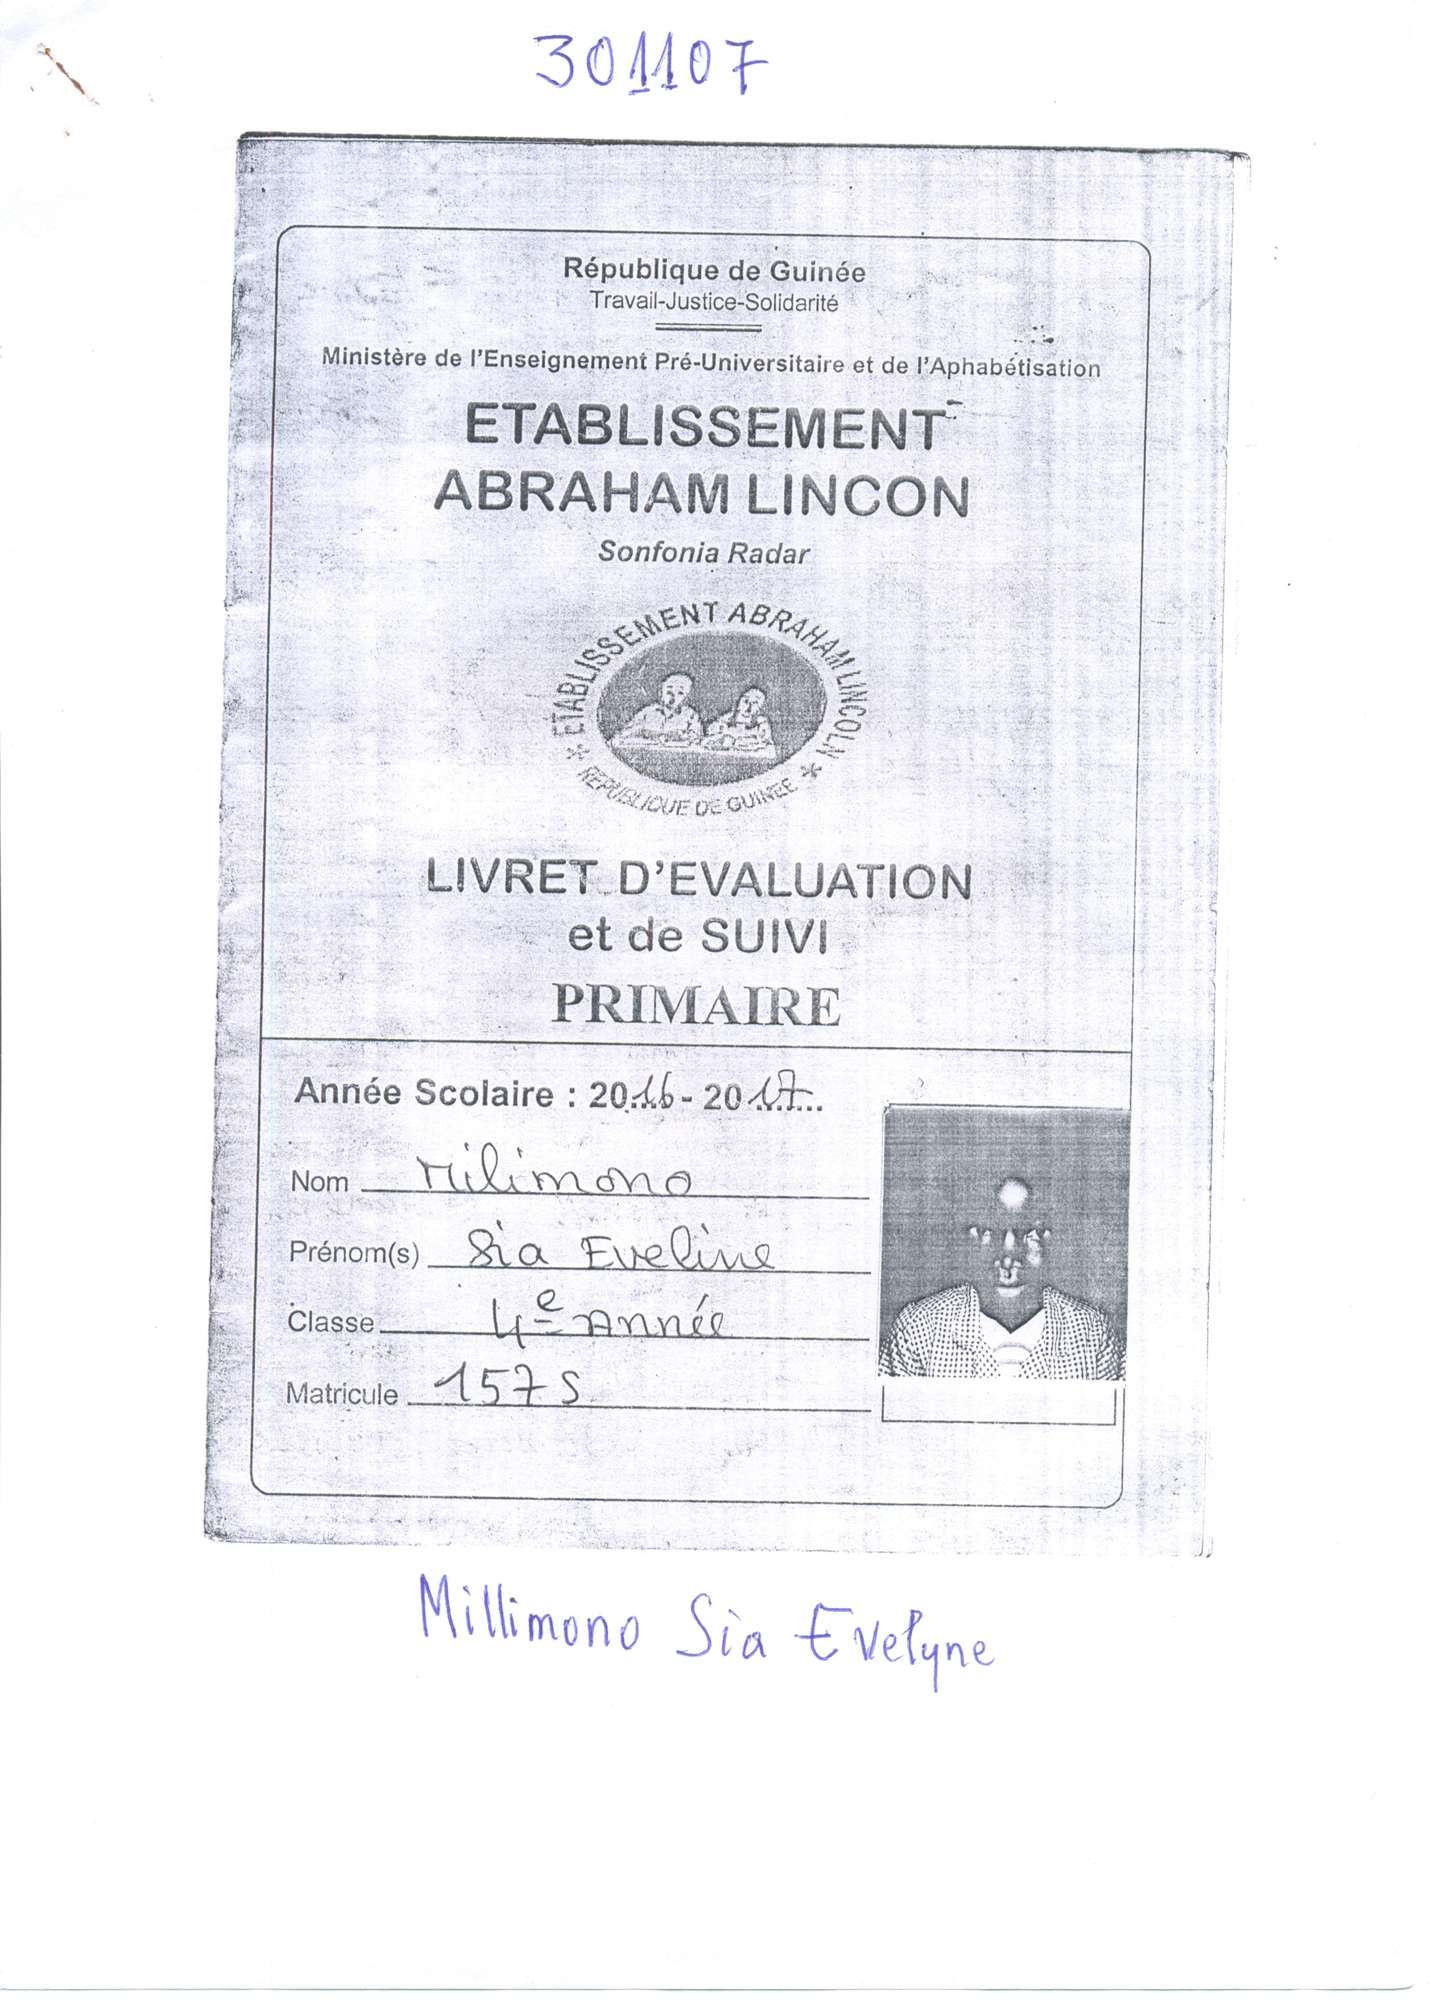 301107
République de Guinée
Travail-Justice-Solidarité
Ministère de l'Enseignement Pré-Universitaire et de l'Aphabétisation
ETABLISSEMENT
ABRAHAM LINCON
Sonfonia Radar
ÉTABLISSEMENT ABRAHAM LINCOLN
* REPUBLIQUE DE GUINEE *
LIVRET D'EVALUATION
et de SUIVI
PRIMAIRE
Année Scolaire : 2016 - 2017
Nom Milimono
Prénom(s) Sia Eveline
Classe 4e Année
Matricule 157 S
Millimono Sia Evelyne